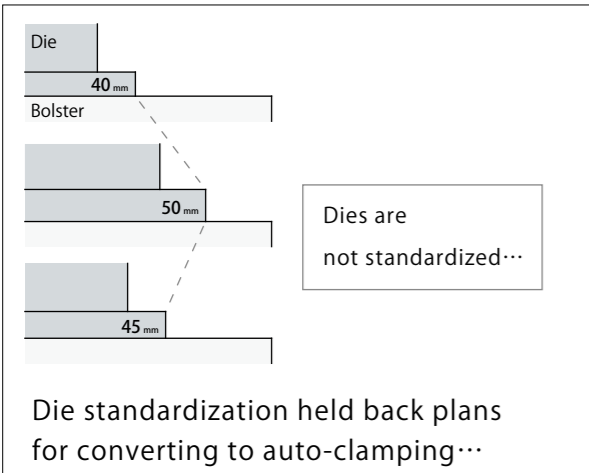 Die
40 mm
Bolster
50 mm
45 mm
Dies are
not standardized…
Die standardization held back plans
for converting to auto-clamping…